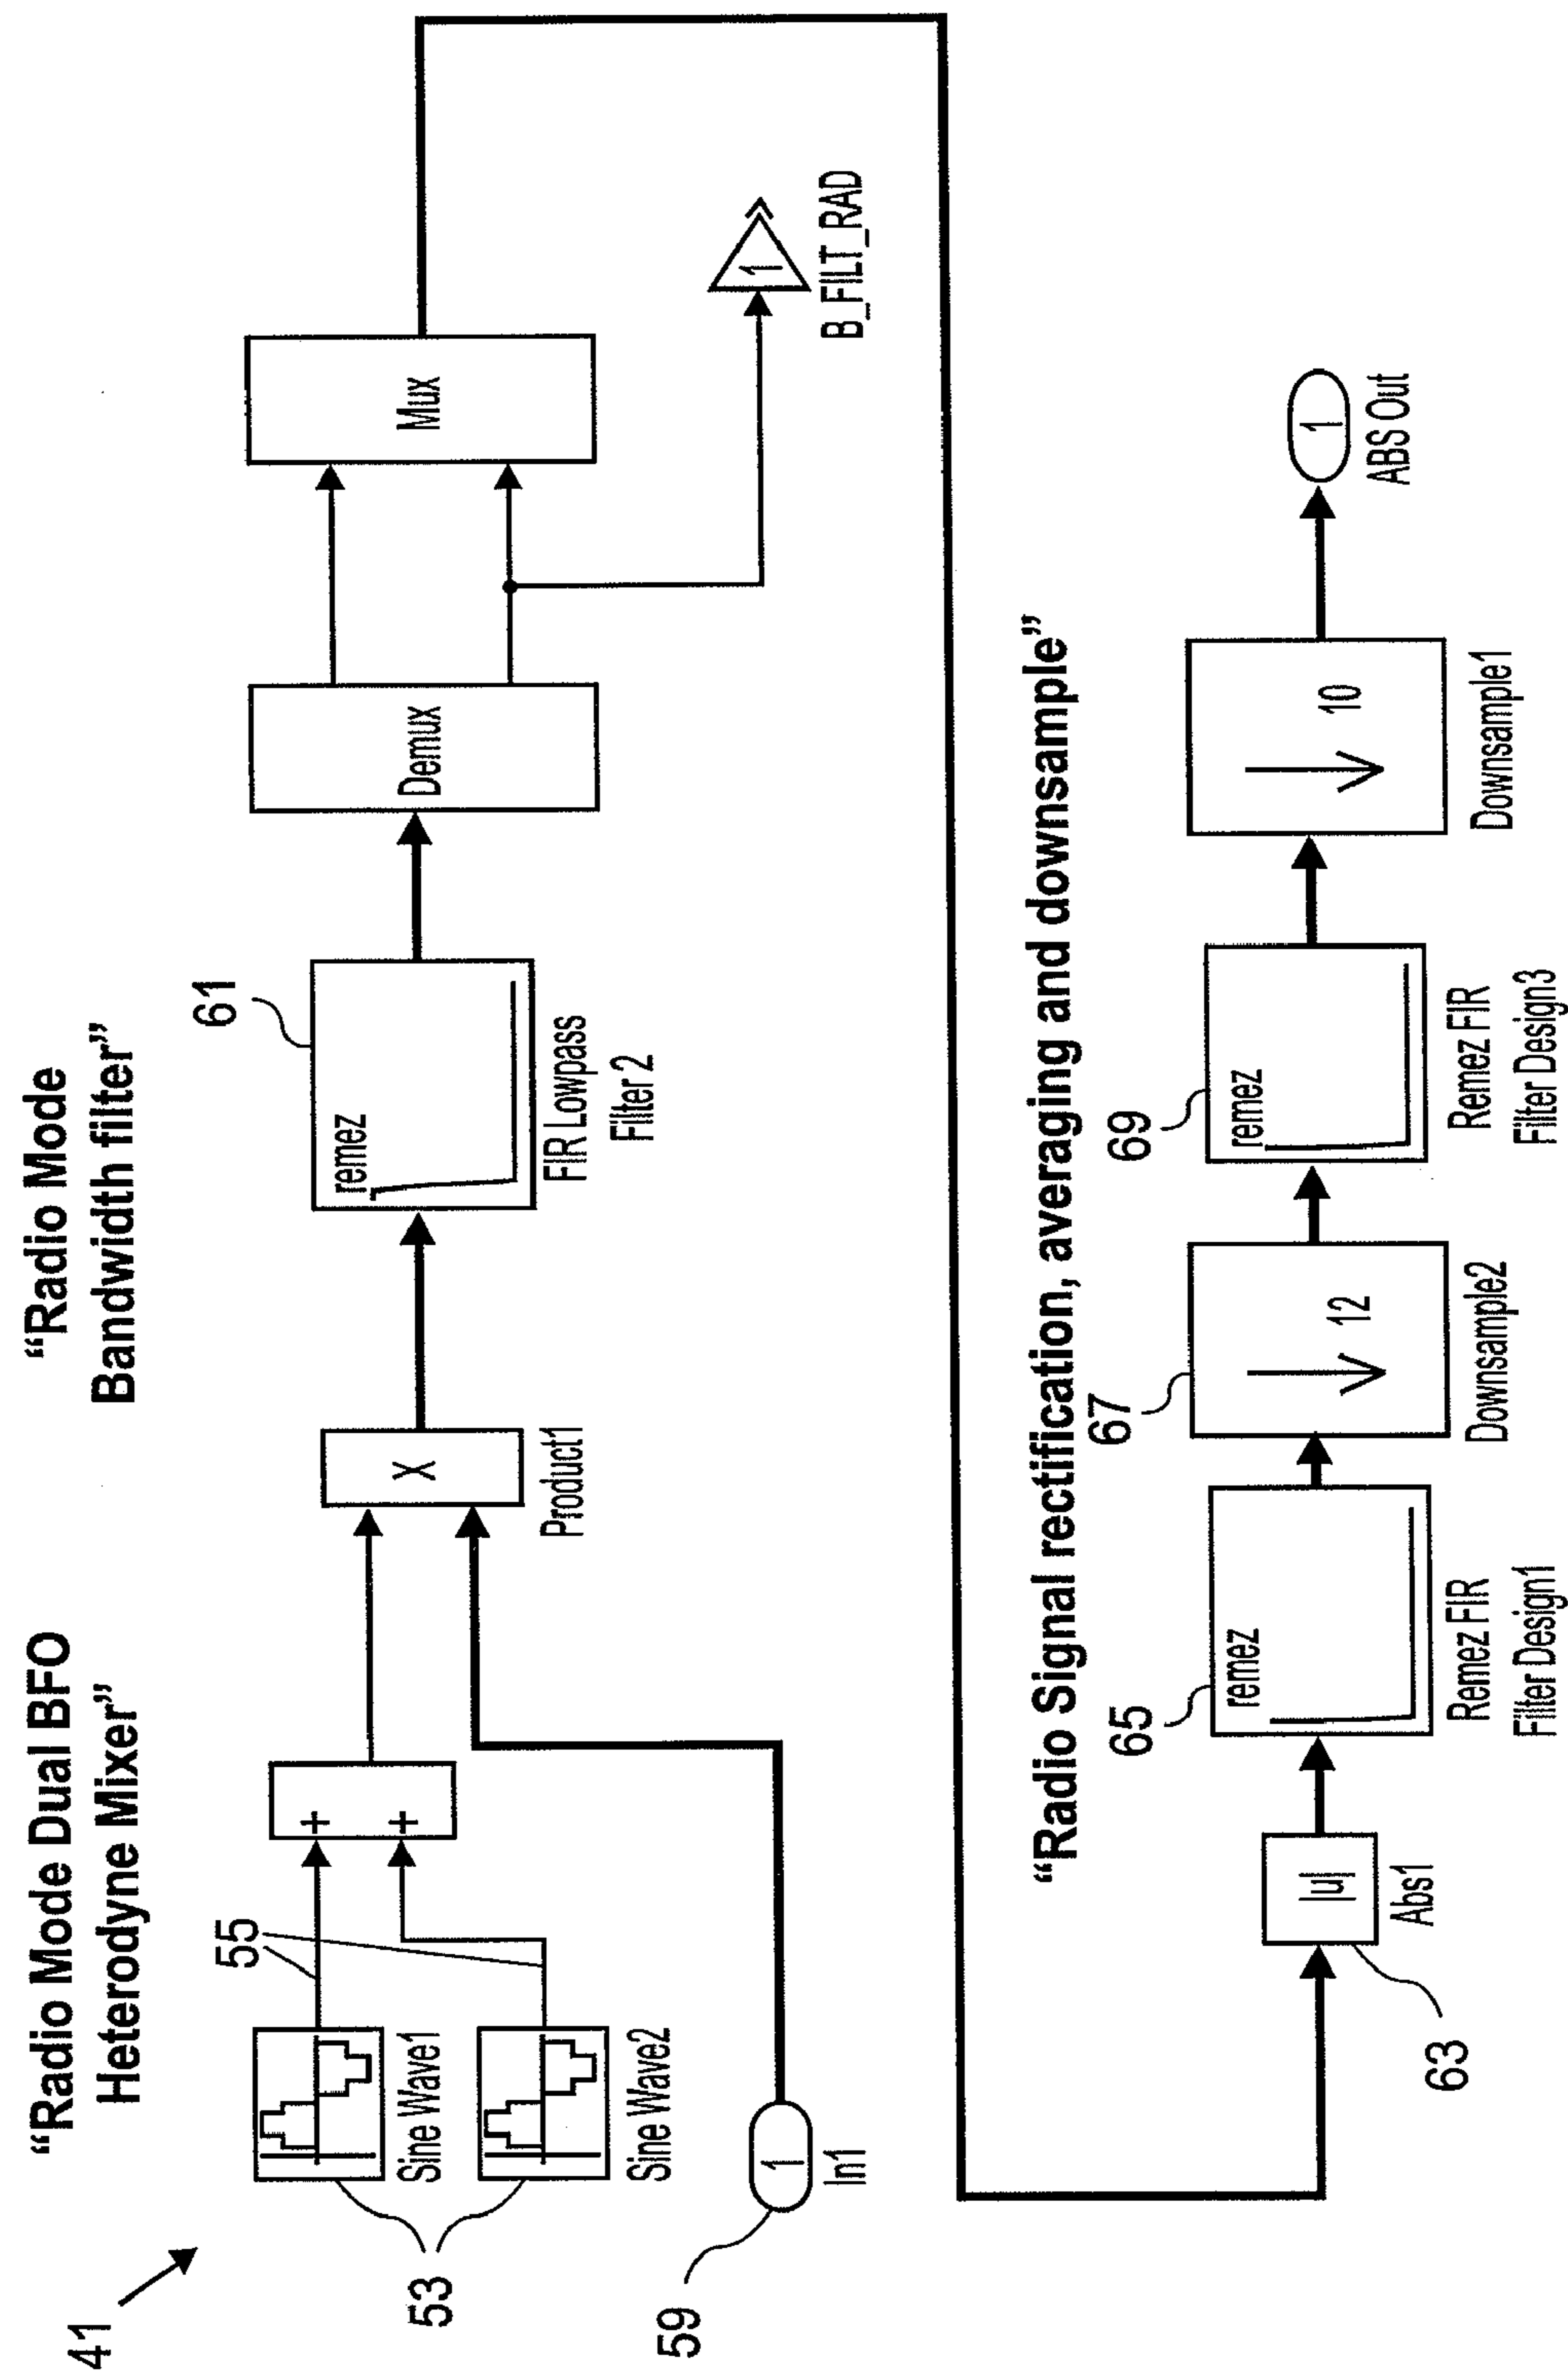 41
“Radio Mode Dual BFO
Heterodyne Mixer”
“Radio Mode
Bandwidth filter”
53
55
Sine Wave1
Sine Wave2
59
1
In1
+
+
X
Product1
61
remez
FIR Lowpass
Filter 2
Demux
Mux
1
B_FILT_RAD
“Radio Signal rectification, averaging and downsample”
63
|u|
Abs1
65
remez
Remez FIR
Filter Design1
67
12
Downsample2
69
remez
Remez FIR
Filter Design3
10
Downsample1
1
ABS Out